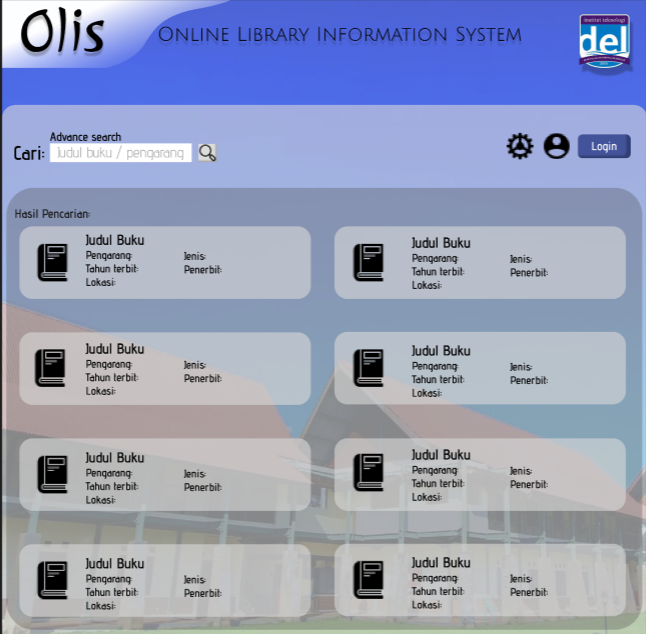 Olis
Online Library Information System
institut teknologi
del
Advance search
Cari: Judul buku / pengarang
Login
Hasil Pencarian:
Judul Buku
Pengarang: Jenis:
Tahun terbit: Penerbit:
Lokasi:
Judul Buku
Pengarang: Jenis:
Tahun terbit: Penerbit:
Lokasi:
Judul Buku
Pengarang: Jenis:
Tahun terbit: Penerbit:
Lokasi:
Judul Buku
Pengarang: Jenis:
Tahun terbit: Penerbit:
Lokasi:
Judul Buku
Pengarang: Jenis:
Tahun terbit: Penerbit:
Lokasi:
Judul Buku
Pengarang: Jenis:
Tahun terbit: Penerbit:
Lokasi:
Judul Buku
Pengarang: Jenis:
Tahun terbit: Penerbit:
Lokasi:
Judul Buku
Pengarang: Jenis:
Tahun terbit: Penerbit:
Lokasi: